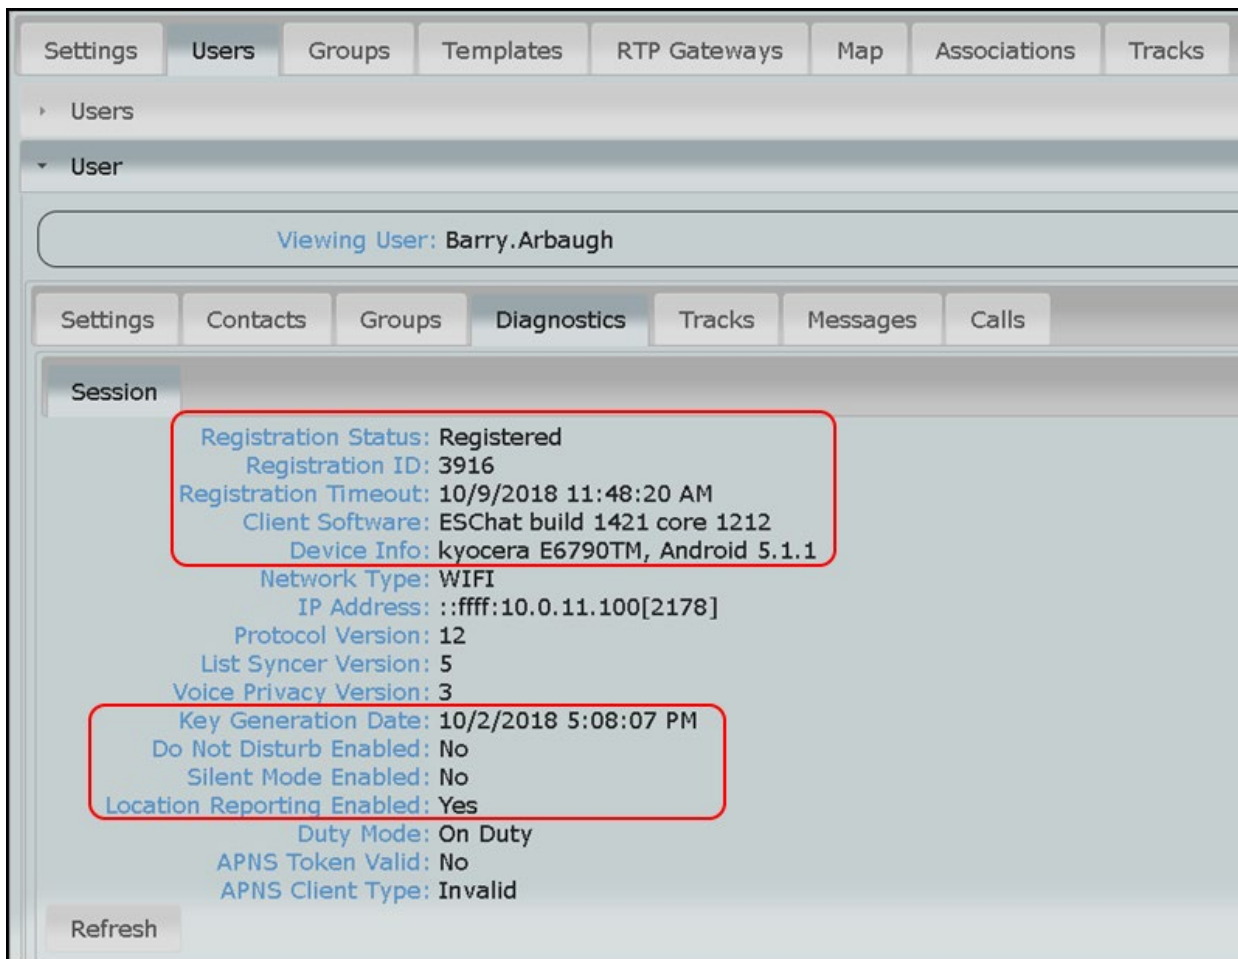 Settings Users Groups Templates RTP Gateways Map Associations Tracks
Users
User
Viewing User: Barry.Arbaugh
Settings Contacts Groups Diagnostics Tracks Messages Calls
Session
Registration Status: Registered
Registration ID: 3916
Registration Timeout: 10/9/2018 11:48:20 AM
Client Software: ESChat build 1421 core 1212
Device Info: kyocera E6790TM, Android 5.1.1
Network Type: WIFI
IP Address: ::ffff:10.0.11.100[2178]
Protocol Version: 12
List Syncer Version: 5
Voice Privacy Version: 3
Key Generation Date: 10/2/2018 5:08:07 PM
Do Not Disturb Enabled: No
Silent Mode Enabled: No
Location Reporting Enabled: Yes
Duty Mode: On Duty
APNS Token Valid: No
APNS Client Type: Invalid
Refresh